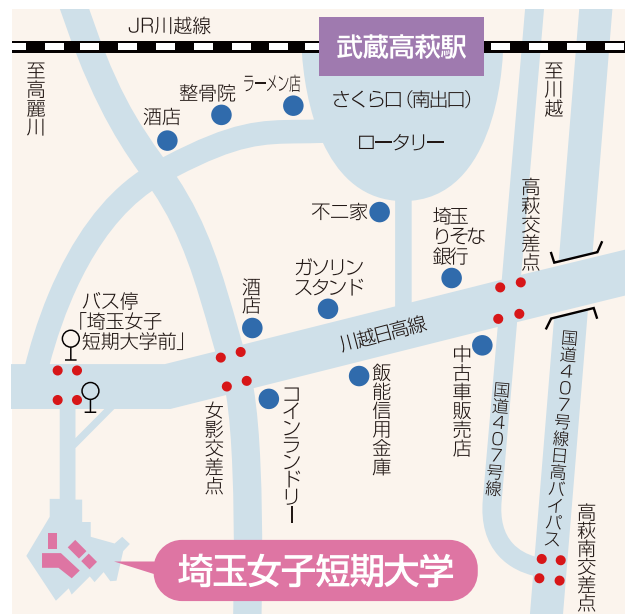 JR川越線
武蔵高萩駅
至高麗川
整骨院
ラーメン店
酒店
さくら口(南出口)
ロータリー
至川越
高萩交差点
不二家
埼玉
りそな
銀行
ガソリン
スタンド
酒店
バス停
「埼玉女子
短期大学前」
川越日高線
中古車販売店
飯能信用金庫
コインランドリー
女影交差点
国道407号線
国道407号線日高バイパス
高萩南交差点
埼玉女子短期大学